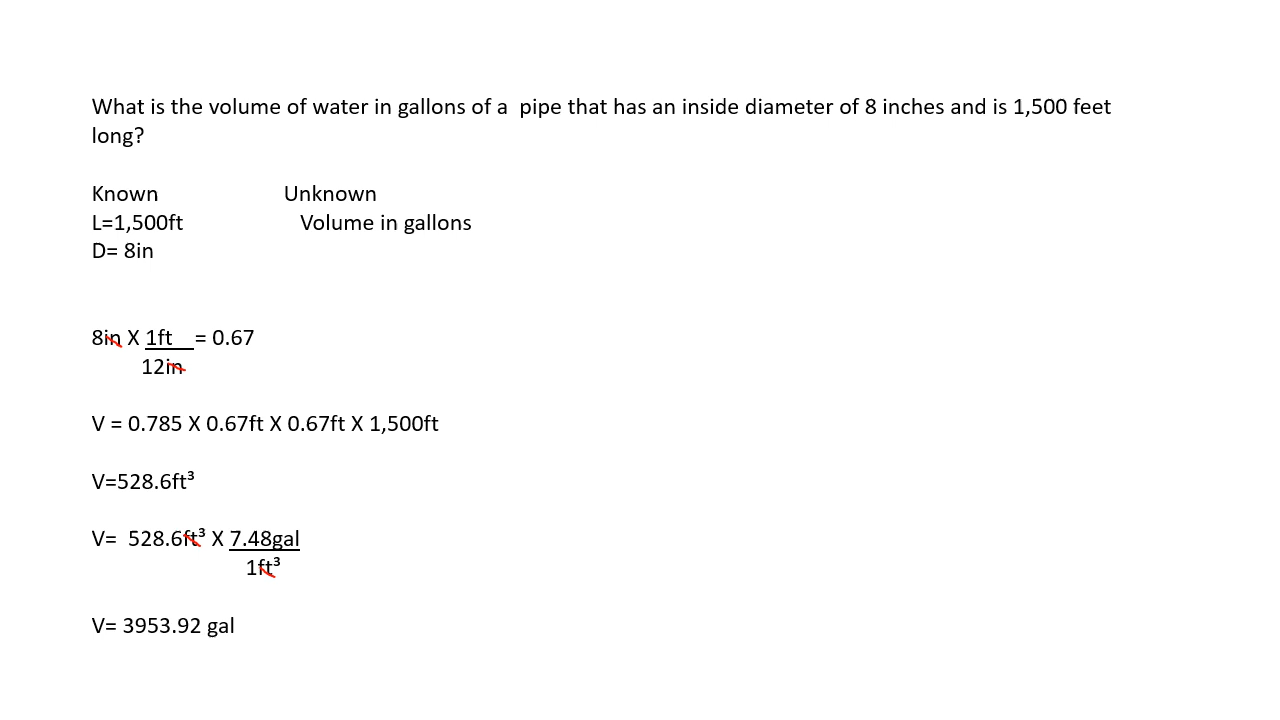 What is the volume of water in gallons of a  pipe that has an inside diameter of 8 inches and is 1,500 feet
long?
Known Unknown
L=1,500ft Volume in gallons
D= 8in
8in X 1ft = 0.67
12in
V = 0.785 X 0.67ft X 0.67ft X 1,500ft
V=528.6ft³
V=  528.6ft³ X 7.48gal
1ft³
V= 3953.92 gal